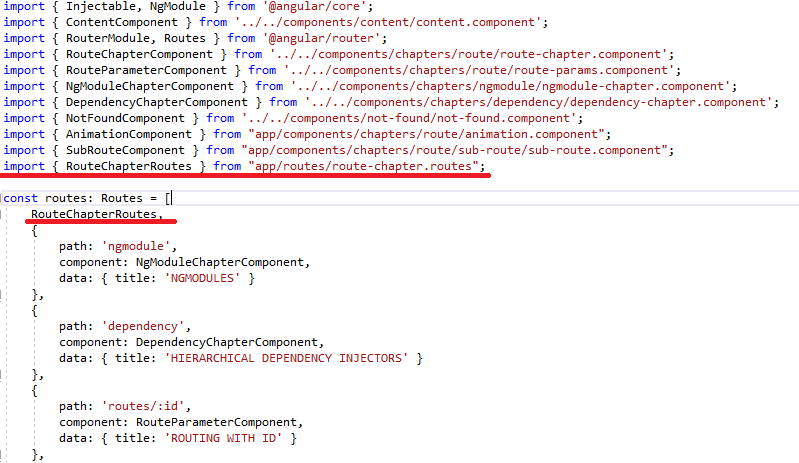 import { Injectable, NgModule } from '@angular/core';
import { ContentComponent } from '../../components/content/content.component';
import { RouterModule, Routes } from '@angular/router';
import { RouteChapterComponent } from '../../components/chapters/route/route-chapter.component';
import { RouteParameterComponent } from '../../components/chapters/route/route-params.component';
import { NgModuleChapterComponent } from '../../components/chapters/ngmodule/ngmodule-chapter.component';
import { DependencyChapterComponent } from '../../components/chapters/dependency/dependency-chapter.component';
import { NotFoundComponent } from '../../components/not-found/not-found.component';
import { AnimationComponent } from "app/components/chapters/route/animation.component";
import { SubRouteComponent } from "app/components/chapters/route/sub-route/sub-route.component";
import { RouteChapterRoutes } from "app/routes/route-chapter.routes";
const routes: Routes = [
RouteChapterRoutes,
{
path: 'ngmodule',
component: NgModuleChapterComponent,
data: { title: 'NGMODULES' }
},
{
path: 'dependency',
component: DependencyChapterComponent,
data: { title: 'HIERARCHICAL DEPENDENCY INJECTORS' }
},
{
path: 'routes/:id',
component: RouteParameterComponent,
data: { title: 'ROUTING WITH ID' }
},